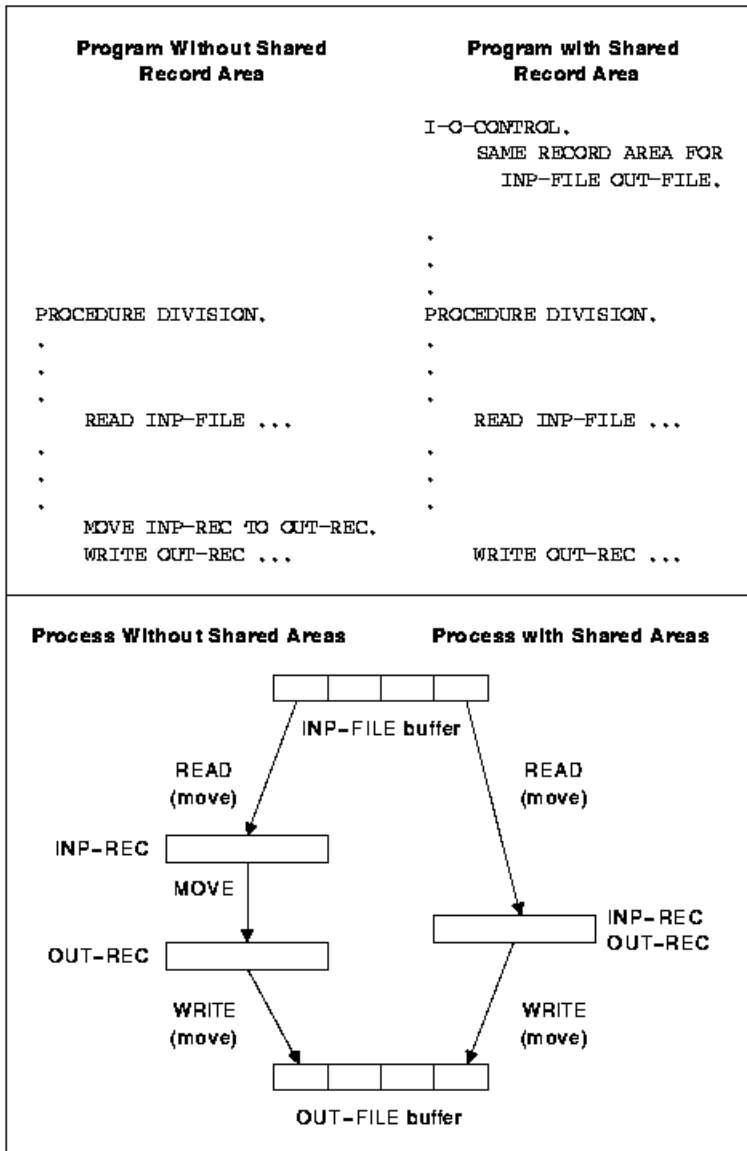 Program Without Shared
Record Area
Program with Shared
Record Area
I-O-CONTROL.
SAME RECORD AREA FOR
INP-FILE OUT-FILE.
.
.
.
PROCEDURE DIVISION.
.
.
.
READ INP-FILE ...
.
.
.
MOVE INP-REC TO OUT-REC.
WRITE OUT-REC ...
PROCEDURE DIVISION.
.
.
.
READ INP-FILE ...
.
.
.
WRITE OUT-REC ...
Process Without Shared Areas
Process with Shared Areas
INP-FILE buffer
READ
(move)
READ
(move)
INP-REC
MOVE
INP-REC
OUT-REC
OUT-REC
WRITE
(move)
WRITE
(move)
OUT-FILE buffer